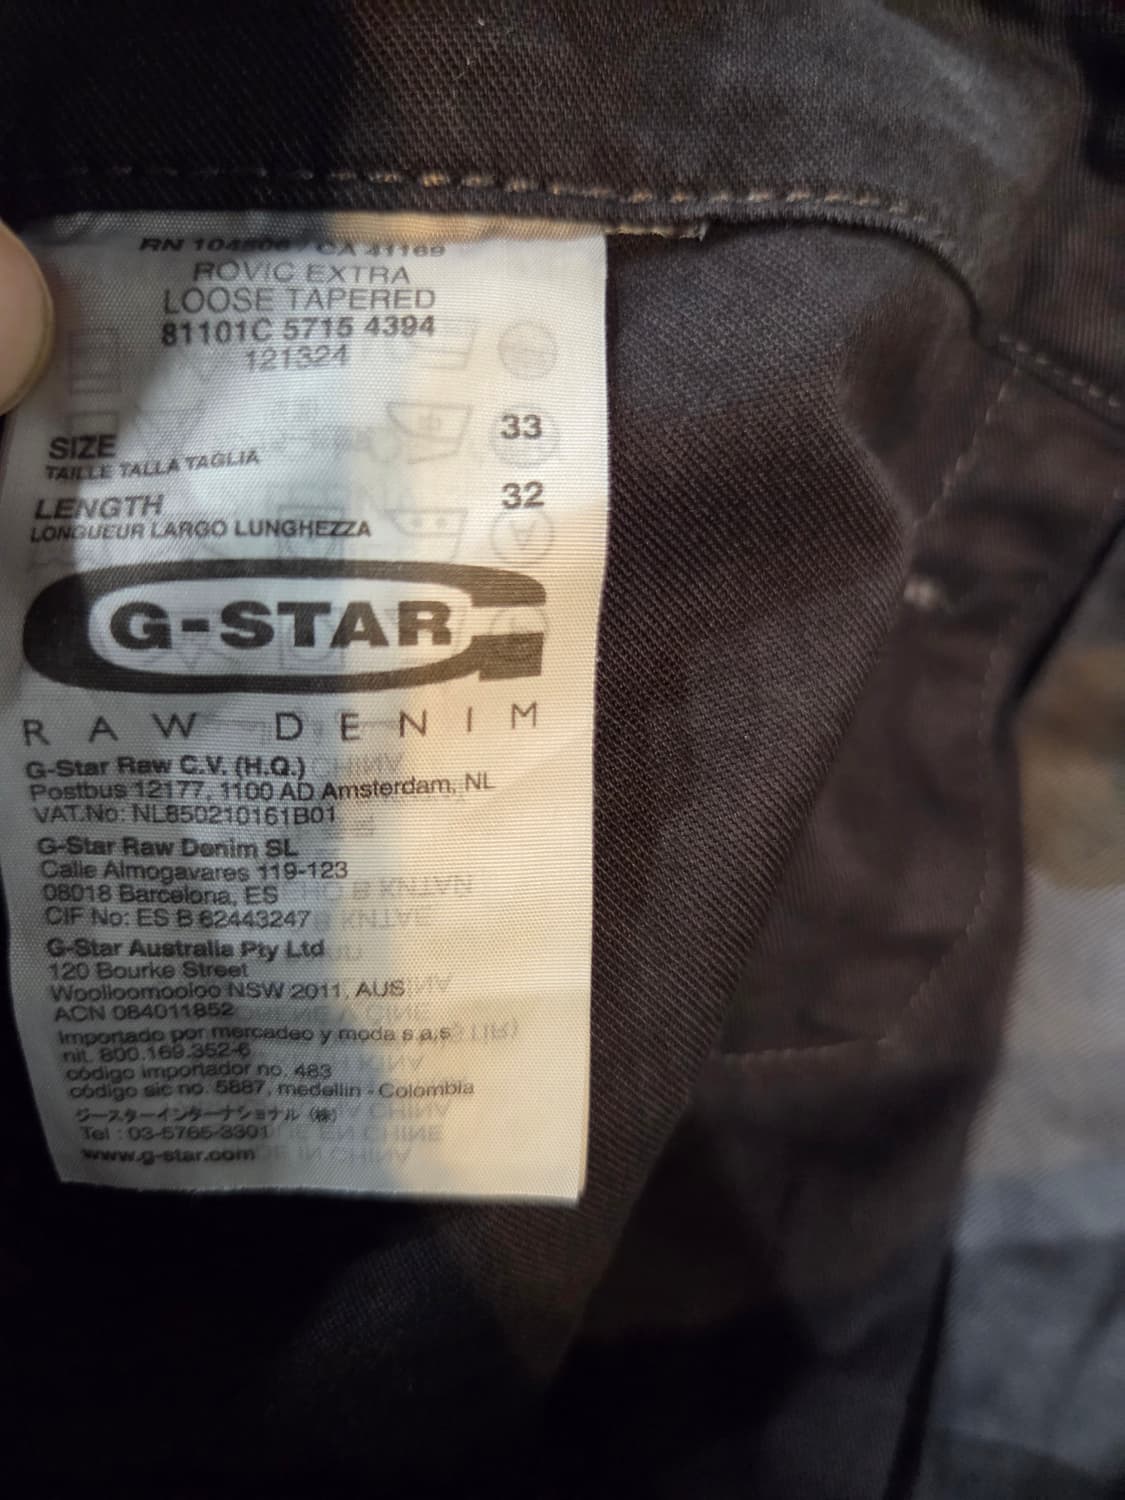 RN 104806 / CA 41169
ROVIC EXTRA
LOOSE TAPERED
81101C 5715 4394
121324
SIZE 33
TAILLE TALLA TAGLIA
LENGTH 32
LONGUEUR LARGO LUNGHEZZA
G-STAR
RAW DENIM
G-Star Raw C.V. (H.Q.)
Postbus 12177, 1100 AD Amsterdam, NL
VAT.No: NL850210161B01
G-Star Raw Denim SL
Calle Almogavares 119-123
08018 Barcelona, ES
CIF No: ES B 62443247
G-Star Australia Pty Ltd
120 Bourke Street
Woolloomooloo NSW 2011, AUS
ACN 084011852
Importado por mercadeo y moda s.a.s
nit. 800.169.352-6
código importador no. 483
código sic no. 5887, medellin - Colombia
ジースターインターナショナル (株)
Tel : 03-5765-3301
www.g-star.com